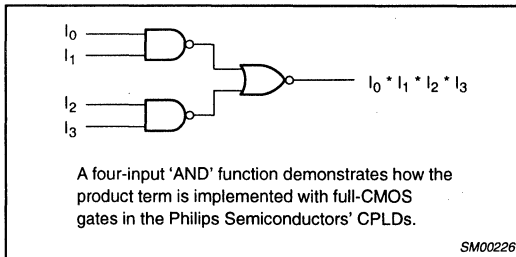 I0
I1
I2
I3
I0 * I1 * I2 * I3
A four-input 'AND' function demonstrates how the
product term is implemented with full-CMOS
gates in the Philips Semiconductors' CPLDs.
SM00226